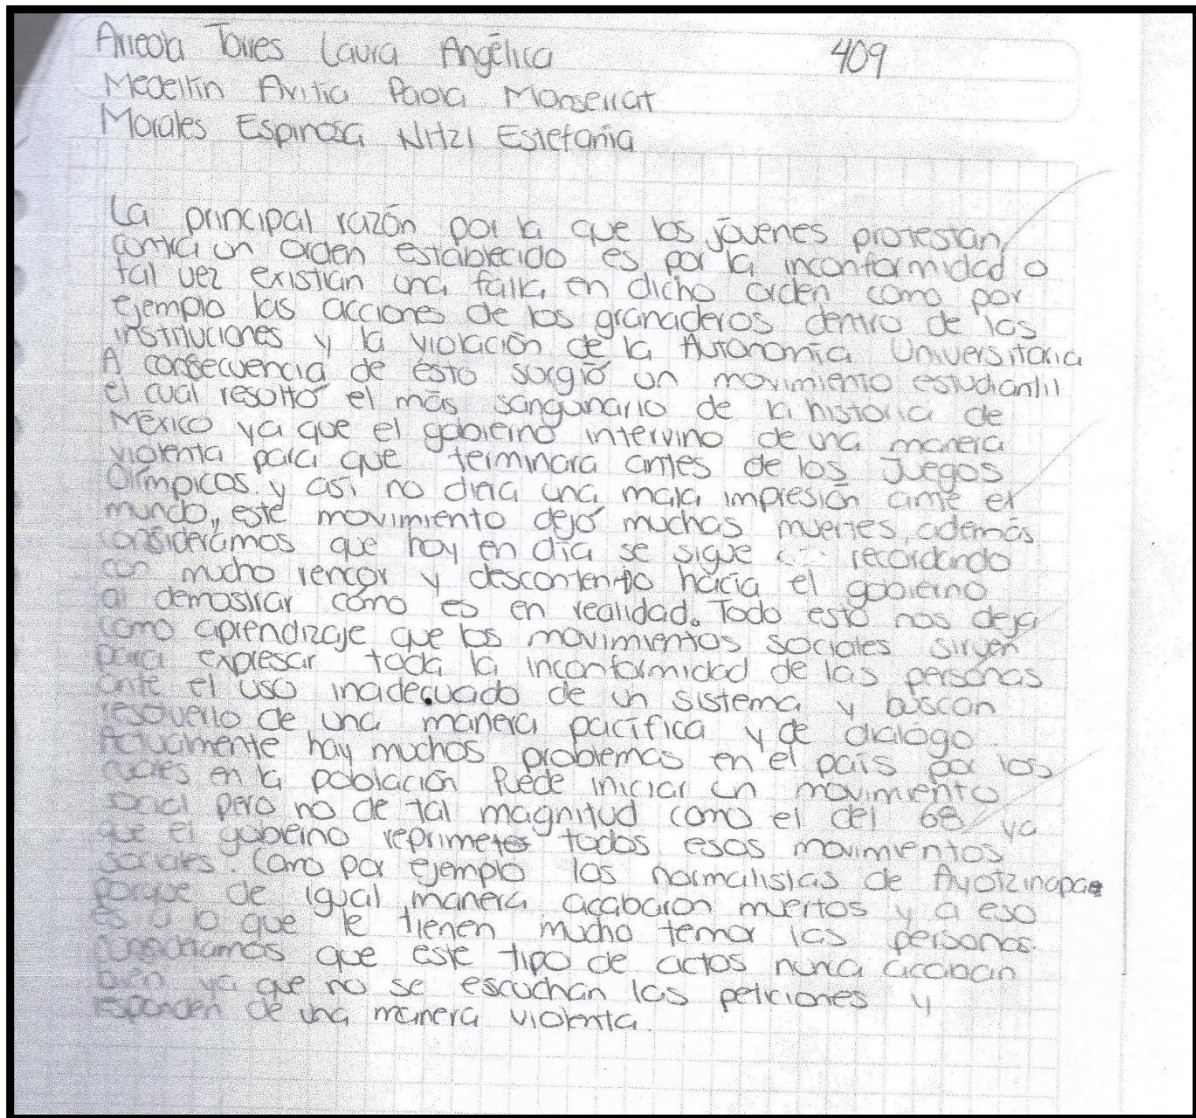 Arreola Torres Laura Angélica 409
Medellín Avitia Paola Monserrat
Morales Espinosa Nitzi Estefanía
La principal razón por la que los jóvenes protestan
contra un orden establecido es por la inconformidad o
tal vez existían una falla en dicho orden como por
ejemplo las acciones de los granaderos dentro de las
instituciones y la violación de la Autonomía Universitaria
A consecuencia de ésto surgió un movimiento estudiantil
el cual resultó el más sanguinario de la historia de
México ya que el gobierno intervino de una manera
violenta para que terminara antes de los Juegos
Olímpicos y así no diera una mala impresión ante el
mundo, este movimiento dejó muchas muertes, además
considerámos que hoy en día se sigue recordando
con mucho rencor y descontento hacía el gobierno
al demostrar cómo es en realidad. Todo esto nos deja
como aprendizaje que los movimientos sociales sirven
para expresar toda la inconformidad de las personas
ante el uso inadecuado de un sistema y buscan
resolverlo de una manera pacífica y de dialógo.
Actualmente hay muchos problemas en el país por los
cuales en la población Puede iniciar un movimiento
social pero no de tal magnitud como el del 68 ya
que el gobierno reprimetes todos esos movimientos
sociales. Como por ejemplo los normalistas de Ayotzinapa
porque de igual manera acabaron muertos y a eso
es a lo que le tienen mucho temor las personas.
que este tipo de actos nunca acaban
bien ya que no se escuchan las peticiones y
responden de una manera violenta.